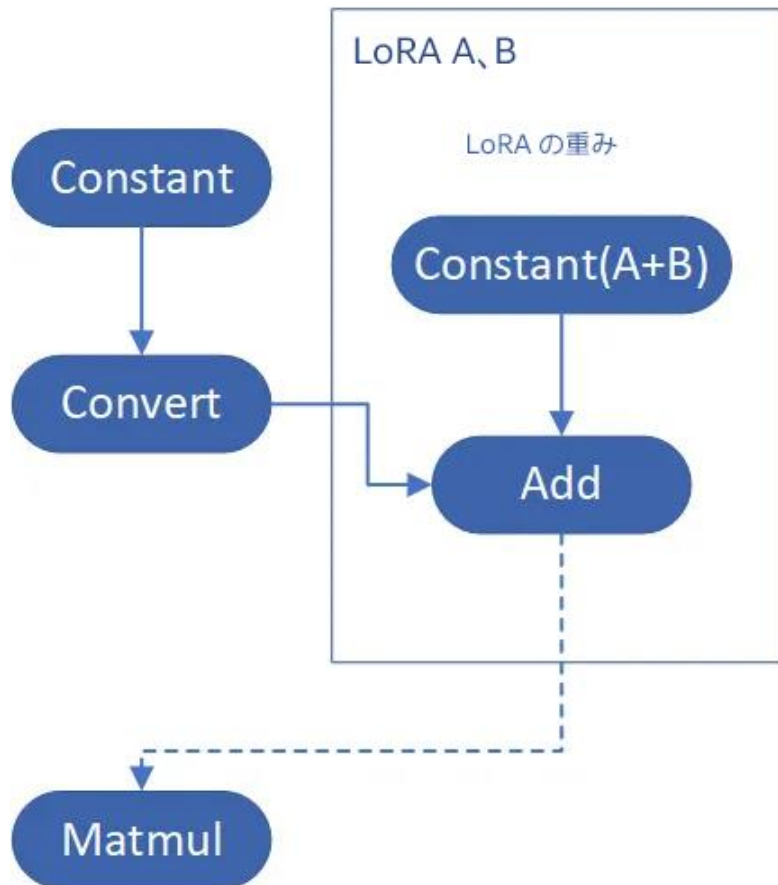 LoRA A、B
LoRA の重み
Constant
Constant(A+B)
Convert
Add
Matmul